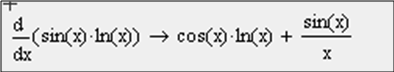 d/dx (sin(x)·ln(x)) → cos(x)·ln(x) + sin(x)/x